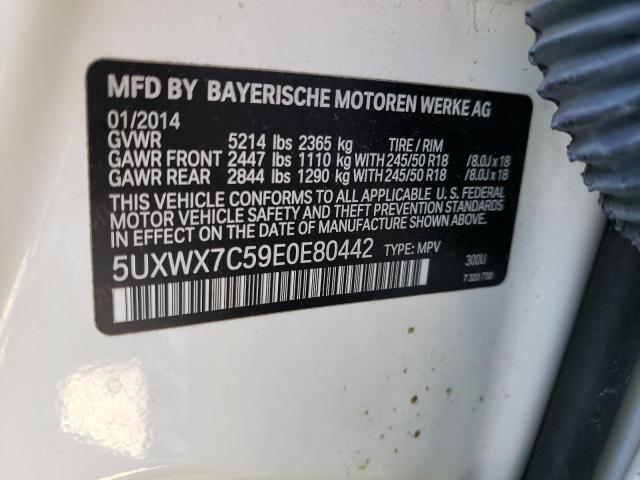 MFD BY BAYERISCHE MOTOREN WERKE AG
01/2014
GVWR 5214 lbs 2365 kg TIRE / RIM
GAWR FRONT 2447 lbs 1110 kg WITH 245/50 R18 /8.0J x 18
GAWR REAR 2844 lbs 1290 kg WITH 245/50 R18 /8.0J x 18
THIS VEHICLE CONFORMS TO ALL APPLICABLE U. S. FEDERAL
MOTOR VEHICLE SAFETY AND THEFT PREVENTION STANDARDS
IN EFFECT ON THE DATE OF MANUFACTURE SHOWN ABOVE.
5UXWX7C59E0E80442 TYPE: MPV 300U
7 320 730